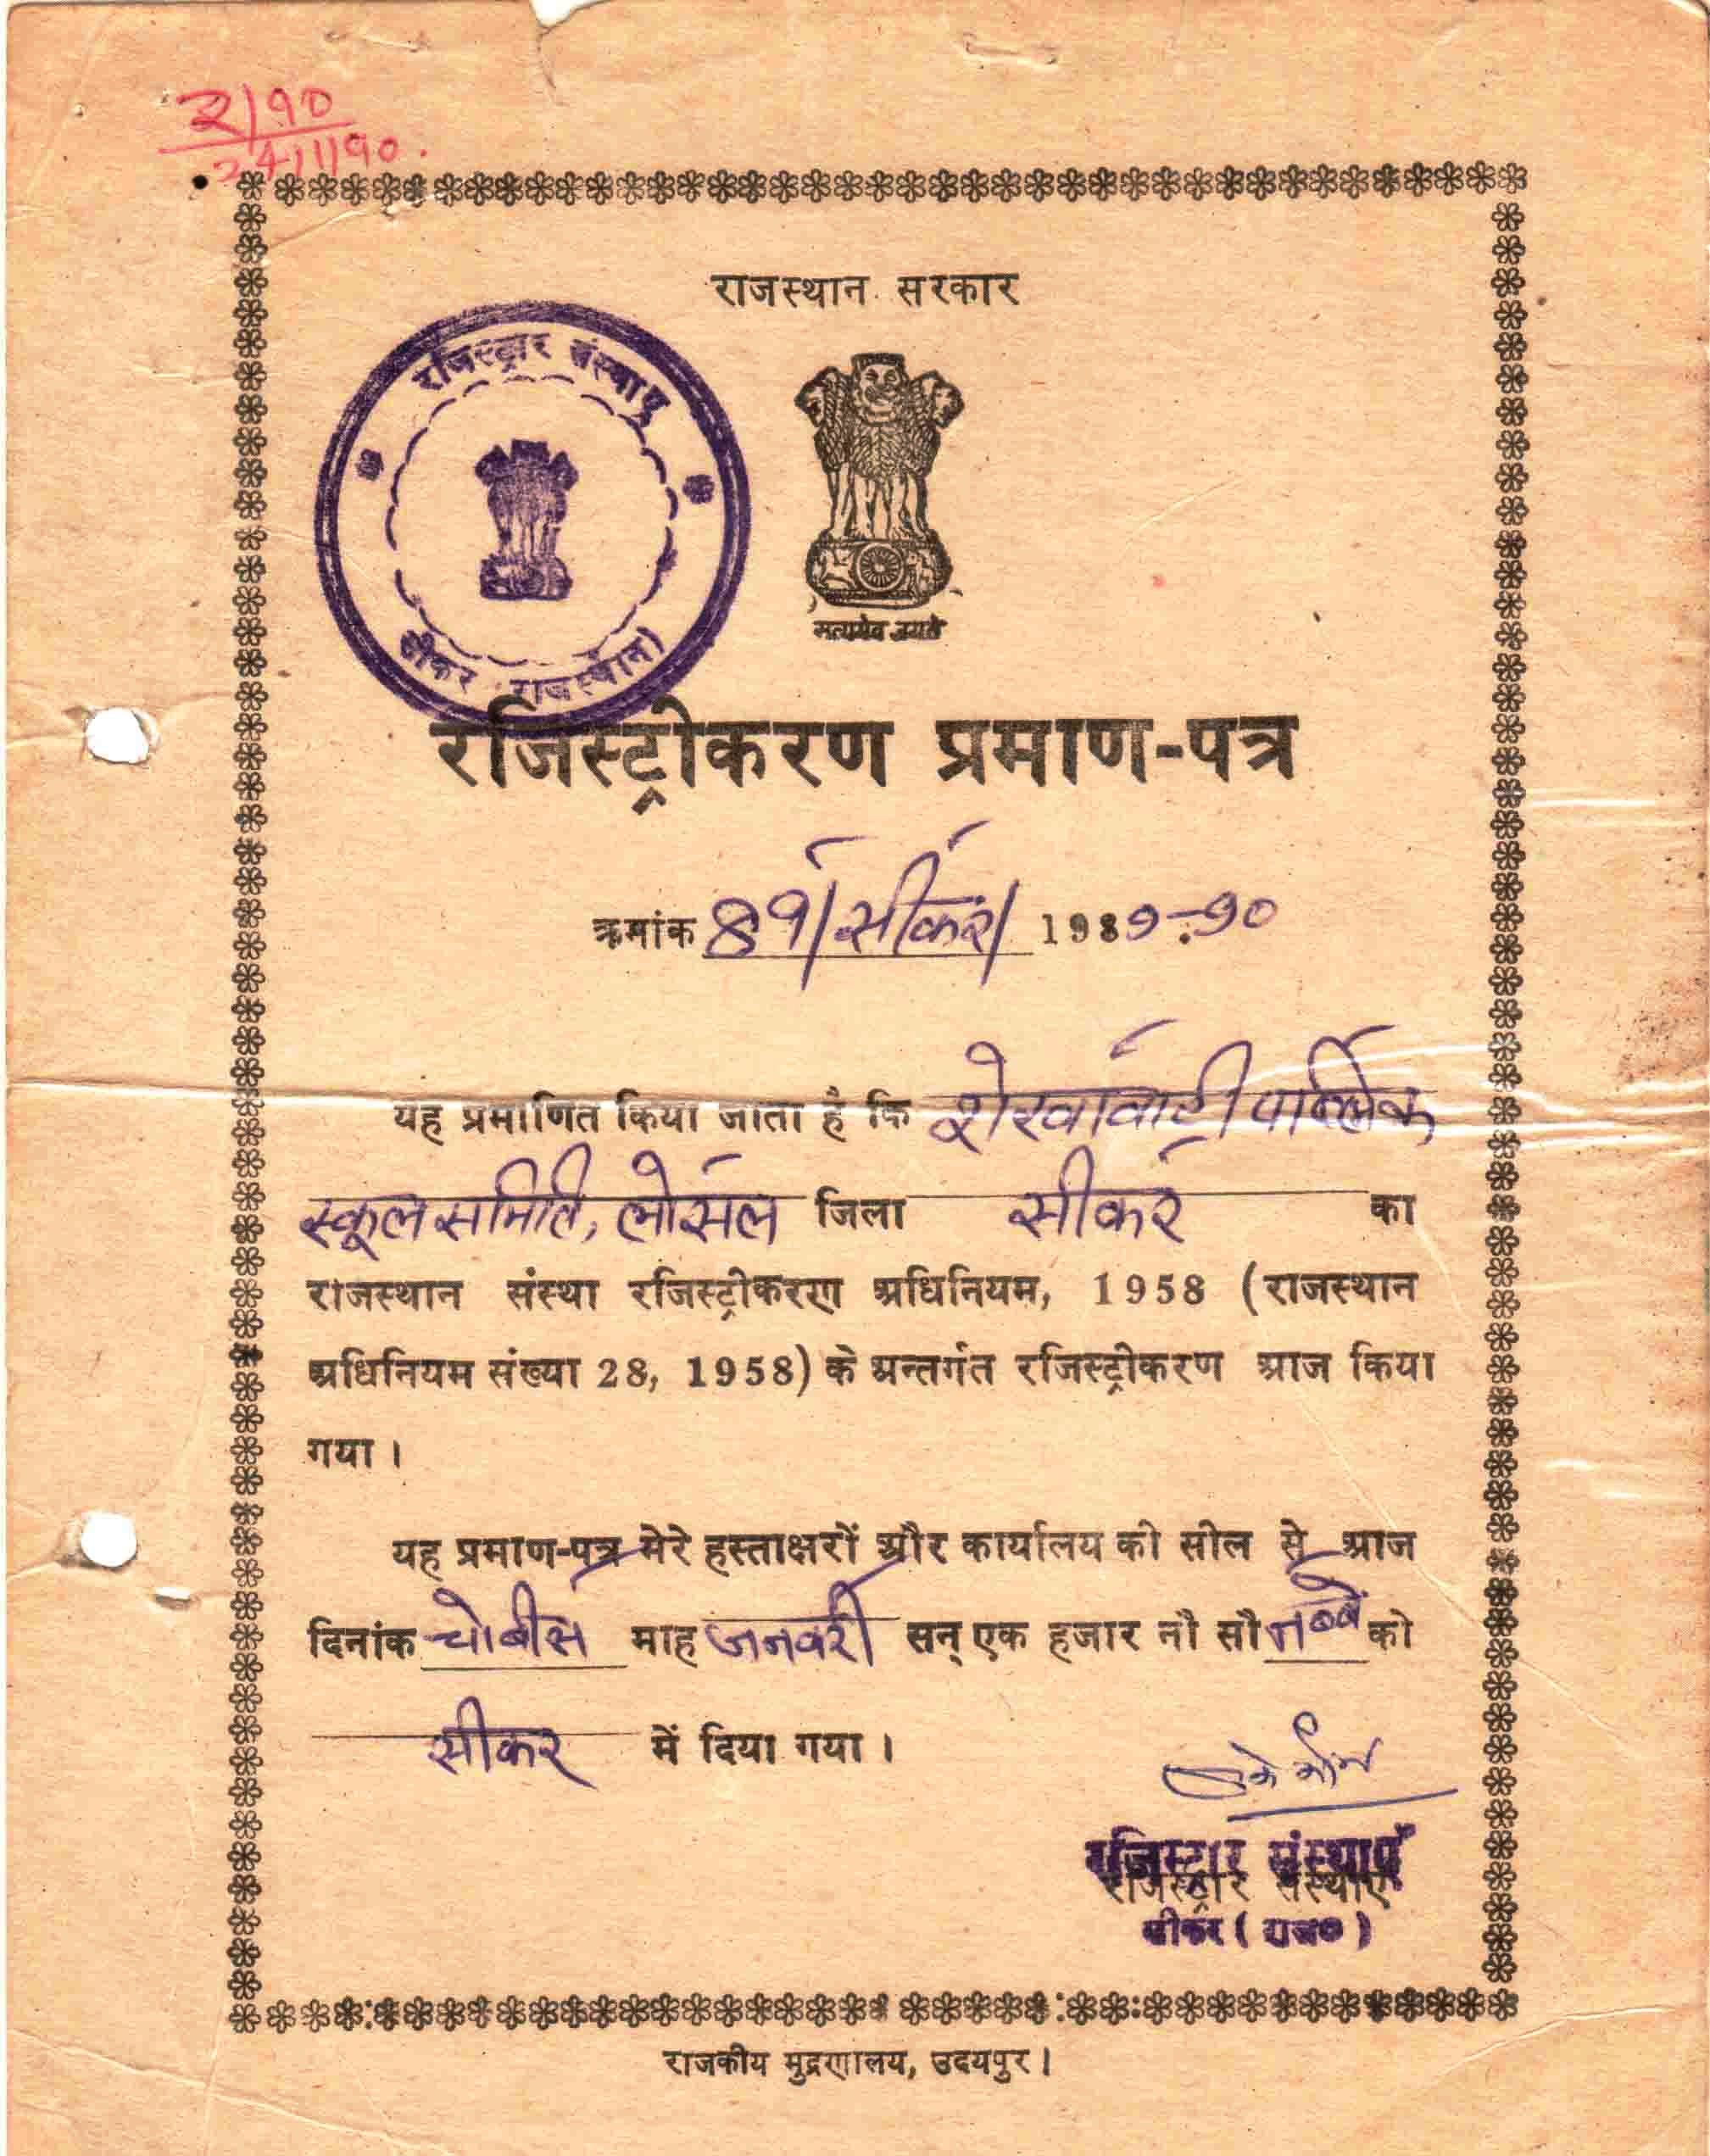 2/90
24/1/90.
राजस्थान सरकार
रजिस्ट्रार संस्थाएं
सीकर (राजस्थान)
सत्यमेव जयते
रजिस्ट्रीकरण प्रमाण-पत्र
क्रमांक 89/सीकर/ 1989-90
यह प्रमाणित किया जाता है कि शेखावाटी पब्लिक
स्कूल समिति, लोसल जिला सीकर का
राजस्थान संस्था रजिस्ट्रीकरण अधिनियम, 1958 (राजस्थान
अधिनियम संख्या 28, 1958) के अन्तर्गत रजिस्ट्रीकरण आज किया
गया ।
यह प्रमाण-पत्र मेरे हस्ताक्षरों और कार्यालय की सील से आज
दिनांक चोबीस माह जनवरी सन् एक हजार नौ सौ नब्बे को
सीकर में दिया गया ।
रजिस्ट्रार संस्थाएं
रजिस्ट्रार संस्थाएं
सीकर ( राज० )
राजकीय मुद्रणालय, उदयपुर ।